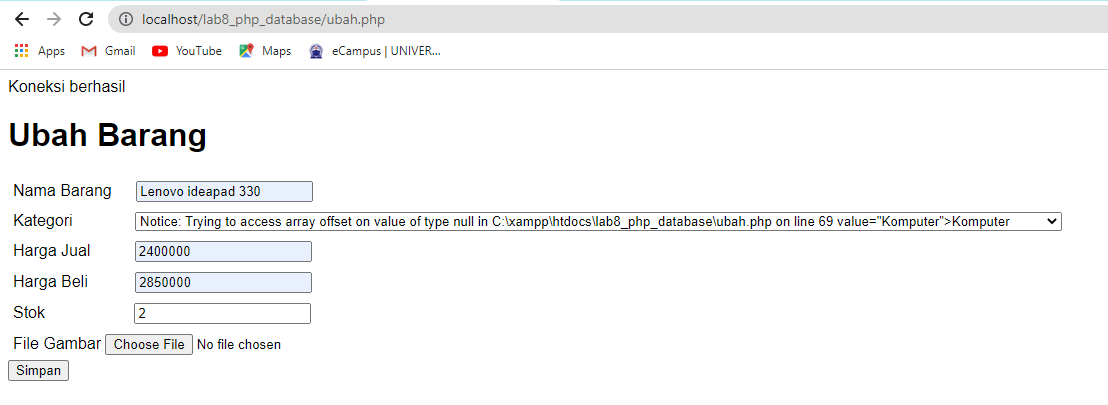 localhost/lab8_php_database/ubah.php
Apps Gmail YouTube Maps eCampus | UNIVER...
Koneksi berhasil
Ubah Barang
Nama Barang Lenovo ideapad 330
Kategori Notice: Trying to access array offset on value of type null in C:\xampp\htdocs\lab8_php_database\ubah.php on line 69 value="Komputer">Komputer
Harga Jual 2400000
Harga Beli 2850000
Stok 2
File Gambar Choose File No file chosen
Simpan